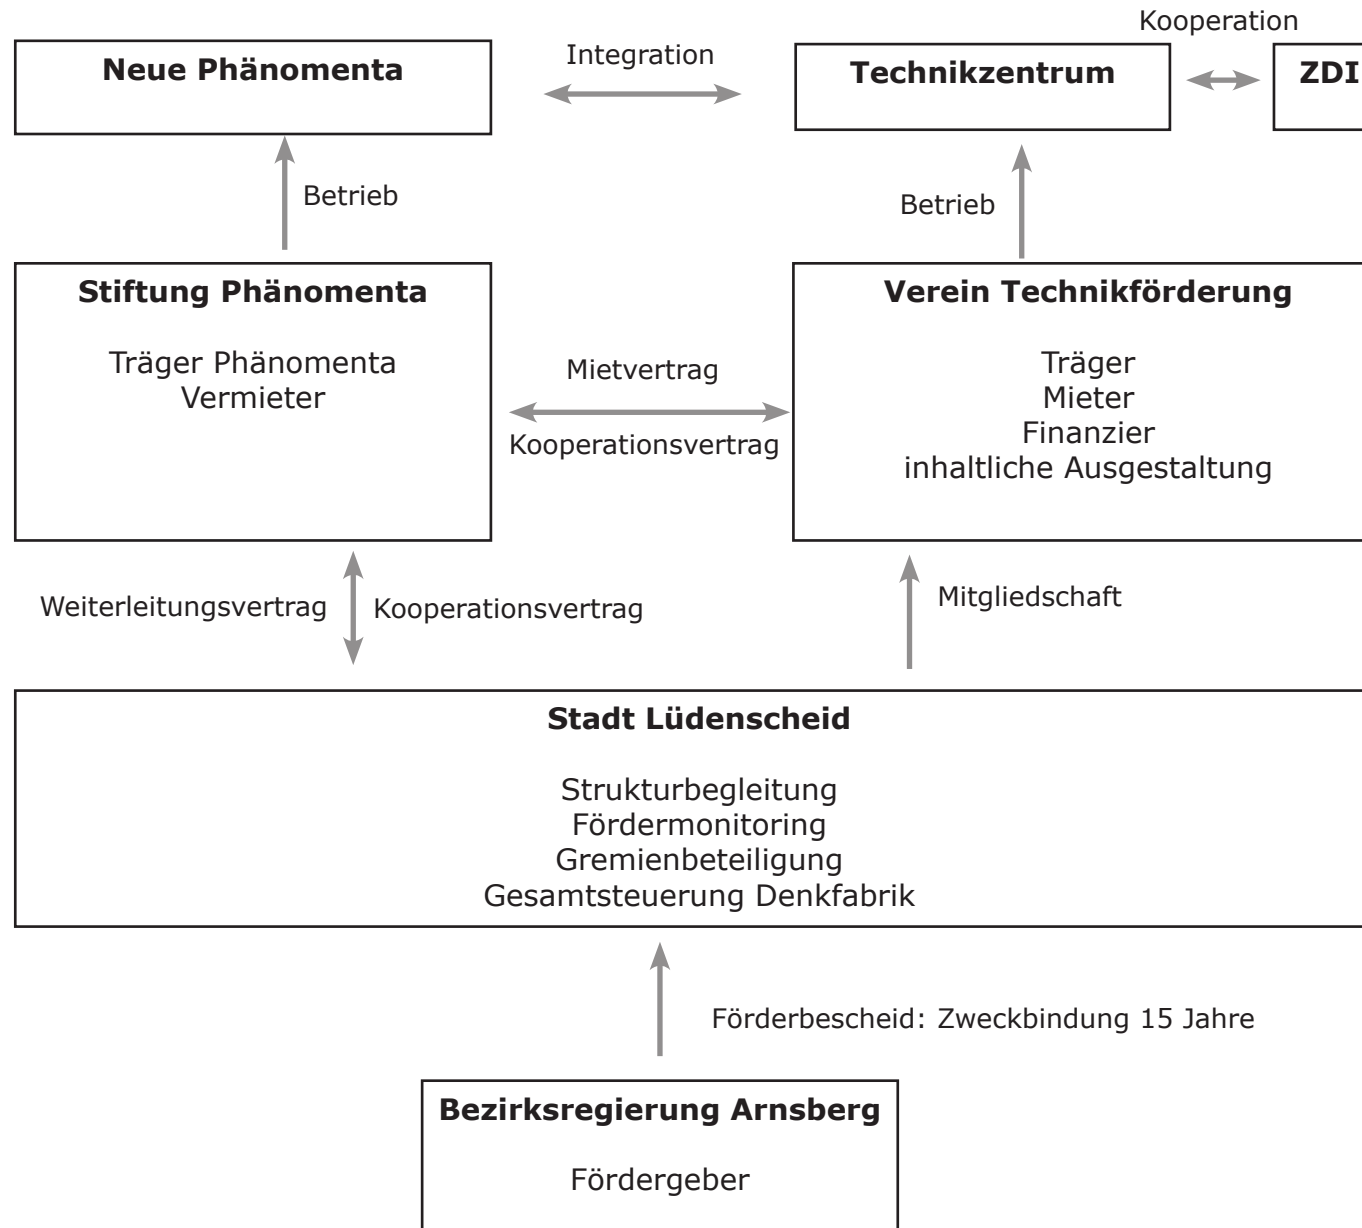 Kooperation
Neue Phänomenta
Integration
Technikzentrum
ZDI
Betrieb
Betrieb
Stiftung Phänomenta
Träger Phänomenta
Vermieter
Mietvertrag
Kooperationsvertrag
Verein Technikförderung
Träger
Mieter
Finanzier
inhaltliche Ausgestaltung
Weiterleitungsvertrag
Kooperationsvertrag
Mitgliedschaft
Stadt Lüdenscheid
Strukturbegleitung
Fördermonitoring
Gremienbeteiligung
Gesamtsteuerung Denkfabrik
Förderbescheid: Zweckbindung 15 Jahre
Bezirksregierung Arnsberg
Fördergeber